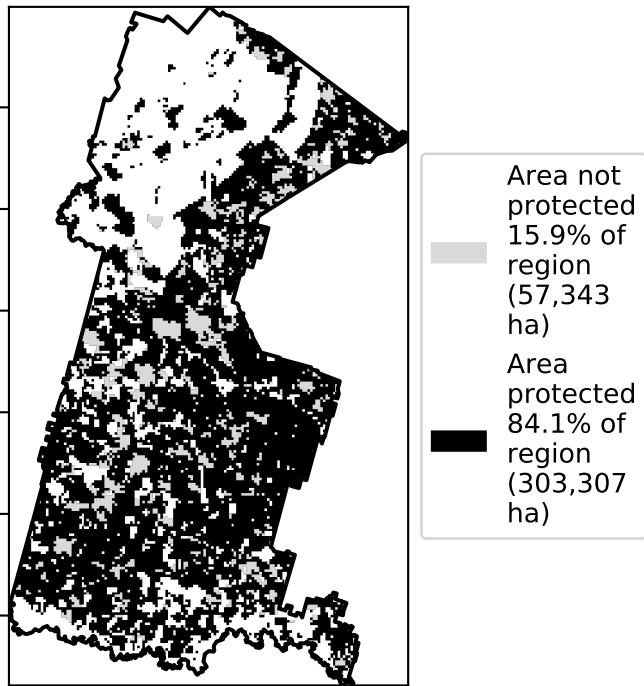 Area not
protected
15.9% of
region
(57,343
ha)
Area
protected
84.1% of
region
(303,307
ha)